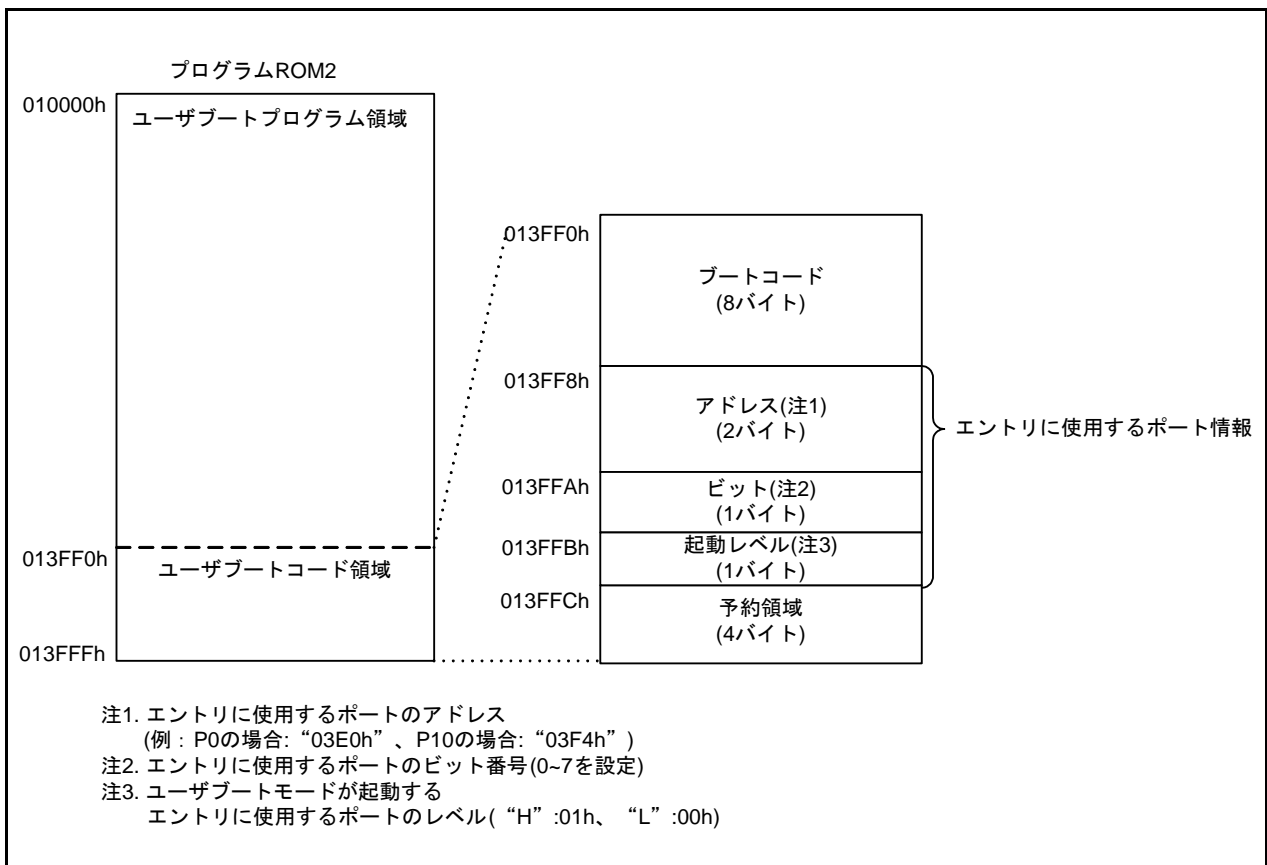 プログラムROM2
010000h
ユーザブートプログラム領域
013FF0h
ユーザブートコード領域
013FFFh
013FF0h
ブートコード
(8バイト)
013FF8h
アドレス(注1)
(2バイト)
013FFAh
ビット(注2)
(1バイト)
013FFBh
起動レベル(注3)
(1バイト)
013FFCh
予約領域
(4バイト)
エントリに使用するポート情報
注1. エントリに使用するポートのアドレス
(例：P0の場合:“03E0h”、P10の場合:“03F4h”)
注2. エントリに使用するポートのビット番号(0~7を設定)
注3. ユーザブートモードが起動する
エントリに使用するポートのレベル(“H”:01h、“L”:00h)